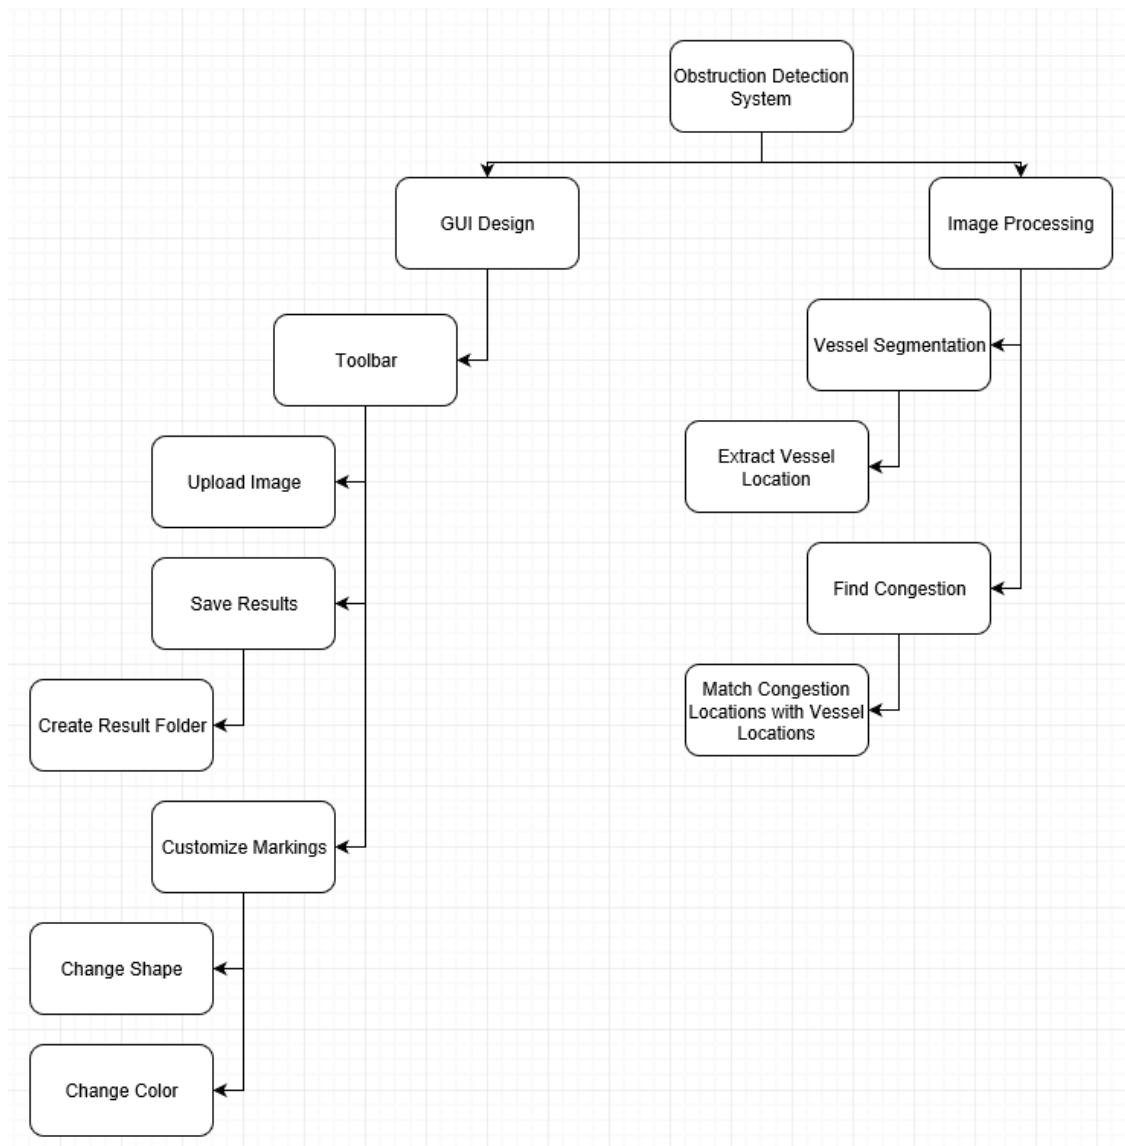 Obstruction Detection
System
GUI Design
Image Processing
Toolbar
Vessel Segmentation
Upload Image
Extract Vessel
Location
Save Results
Find Congestion
Create Result Folder
Match Congestion
Locations with Vessel
Locations
Customize Markings
Change Shape
Change Color